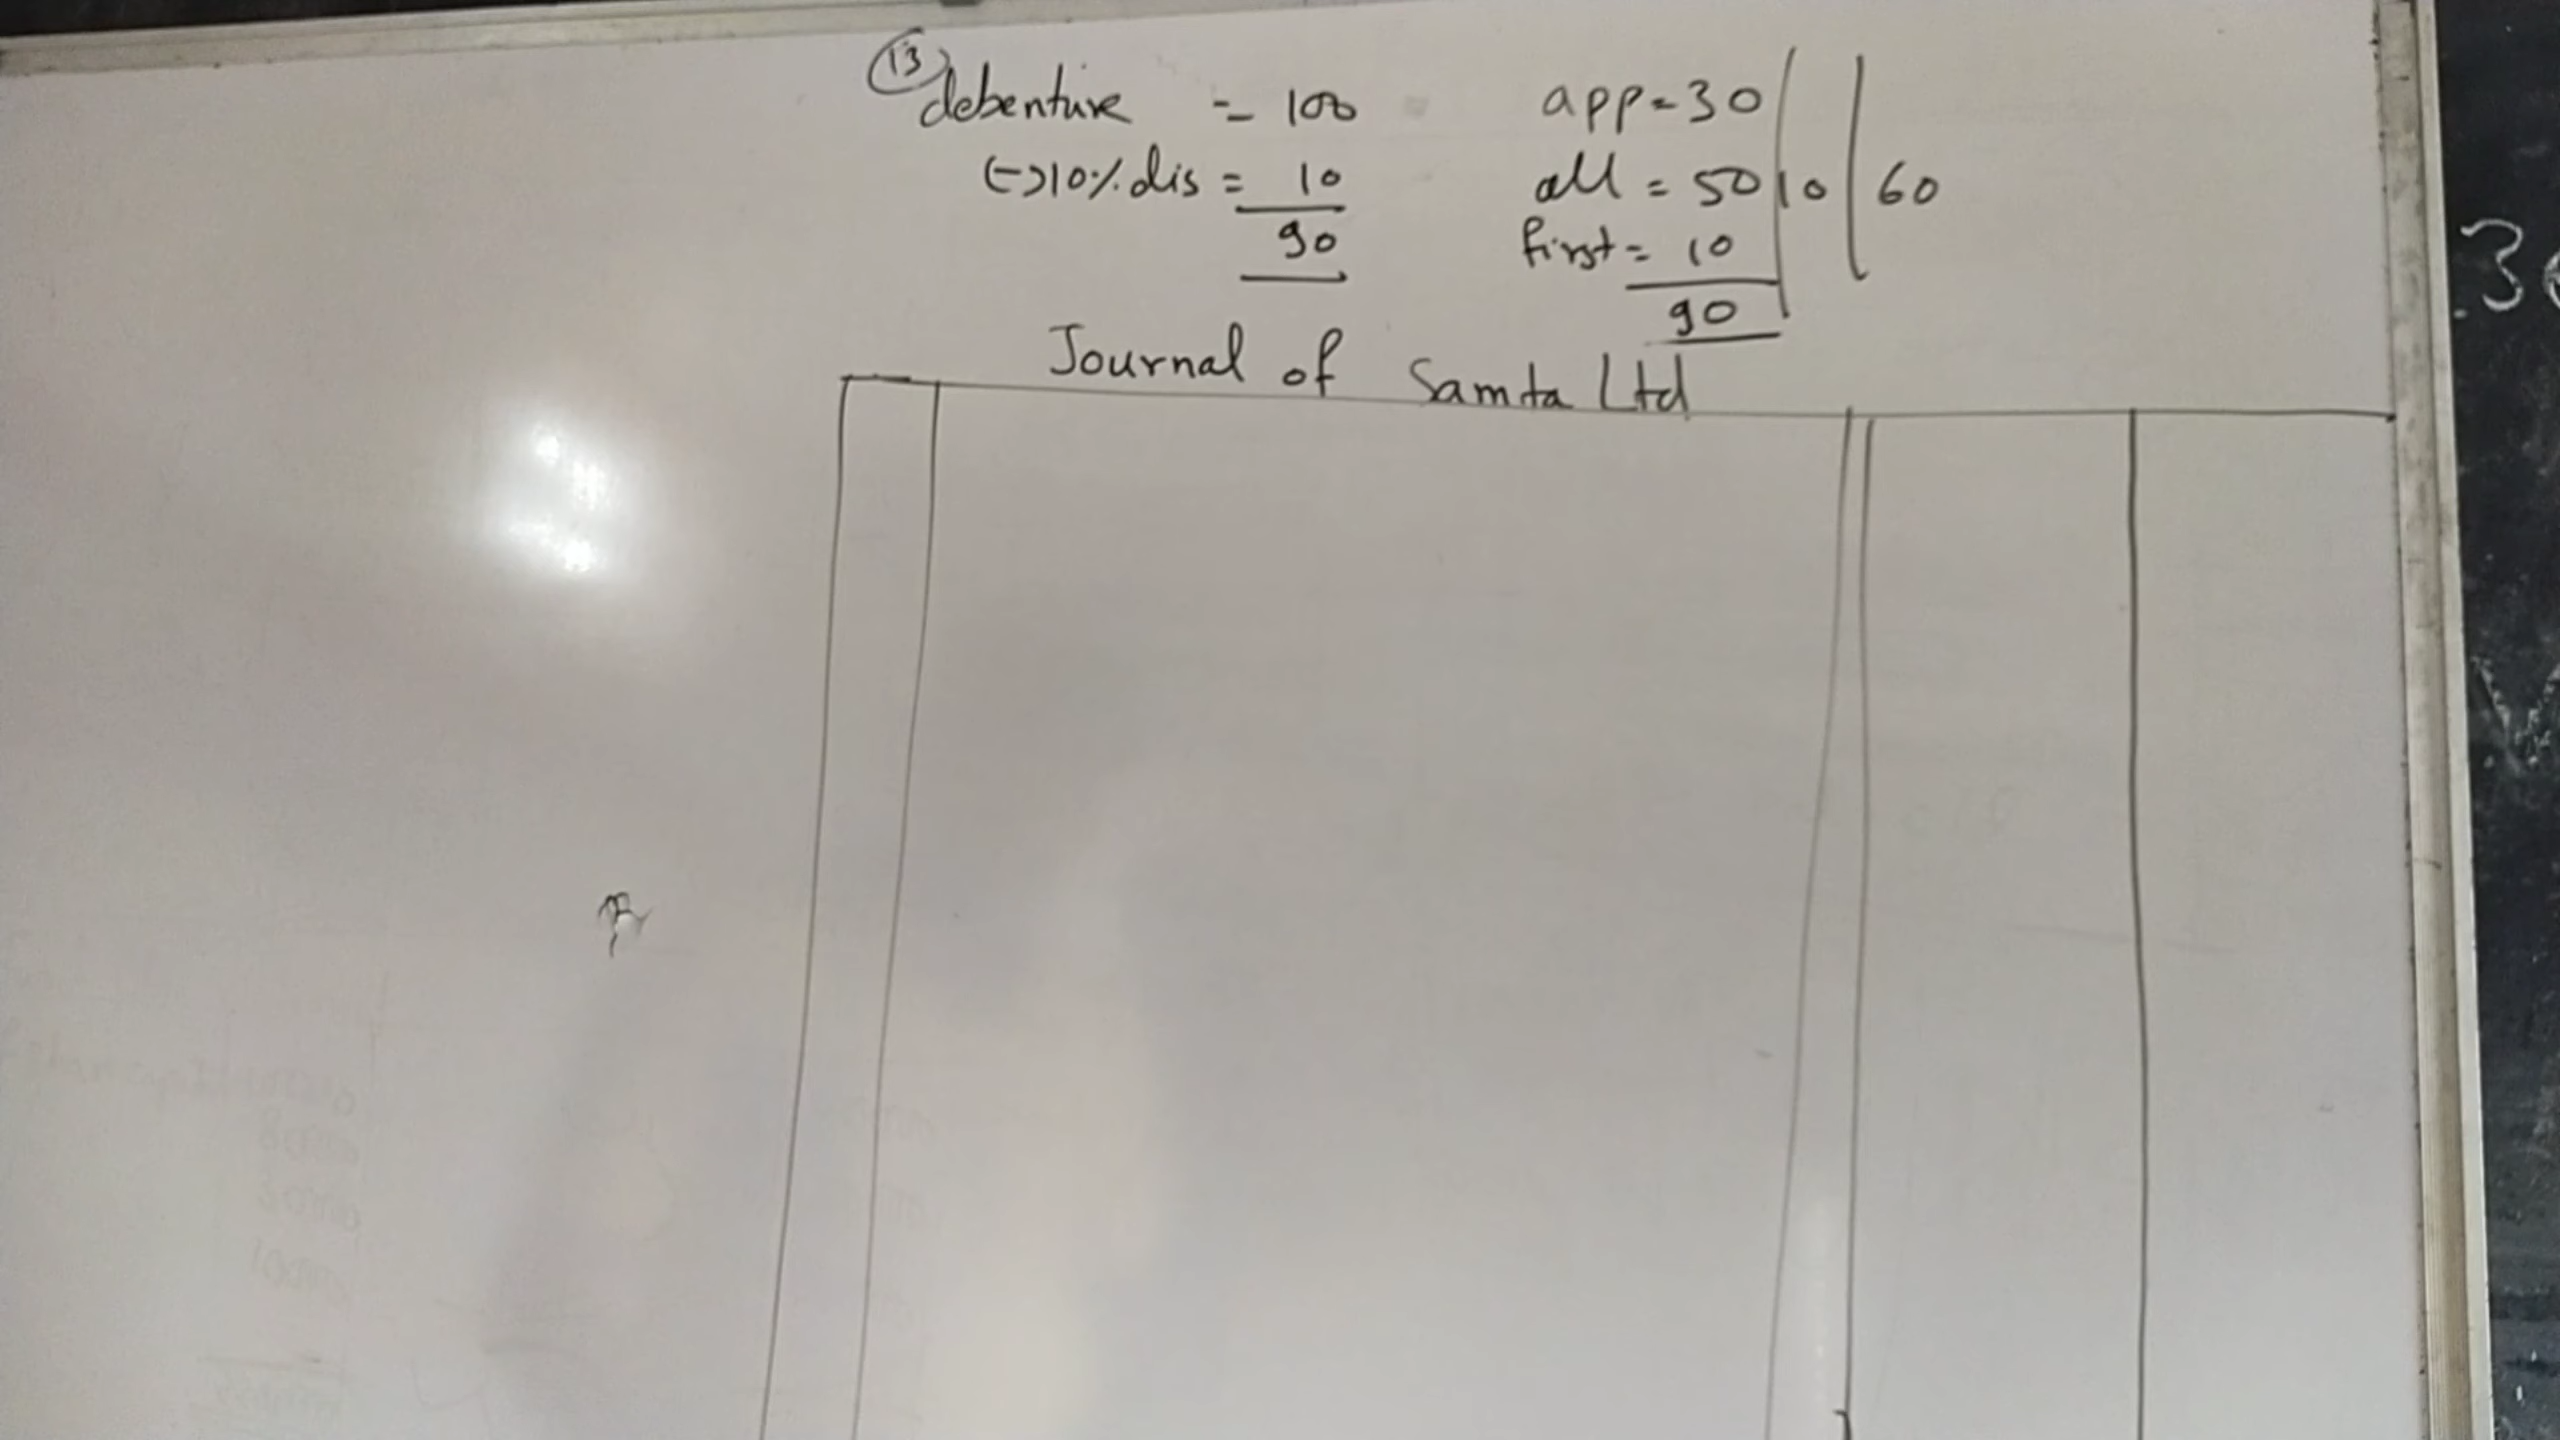 13
debenture = 100
(-)10% dis = 10
90
app = 30
all = 50 10 60
first = 10
90
Journal of Samta Ltd